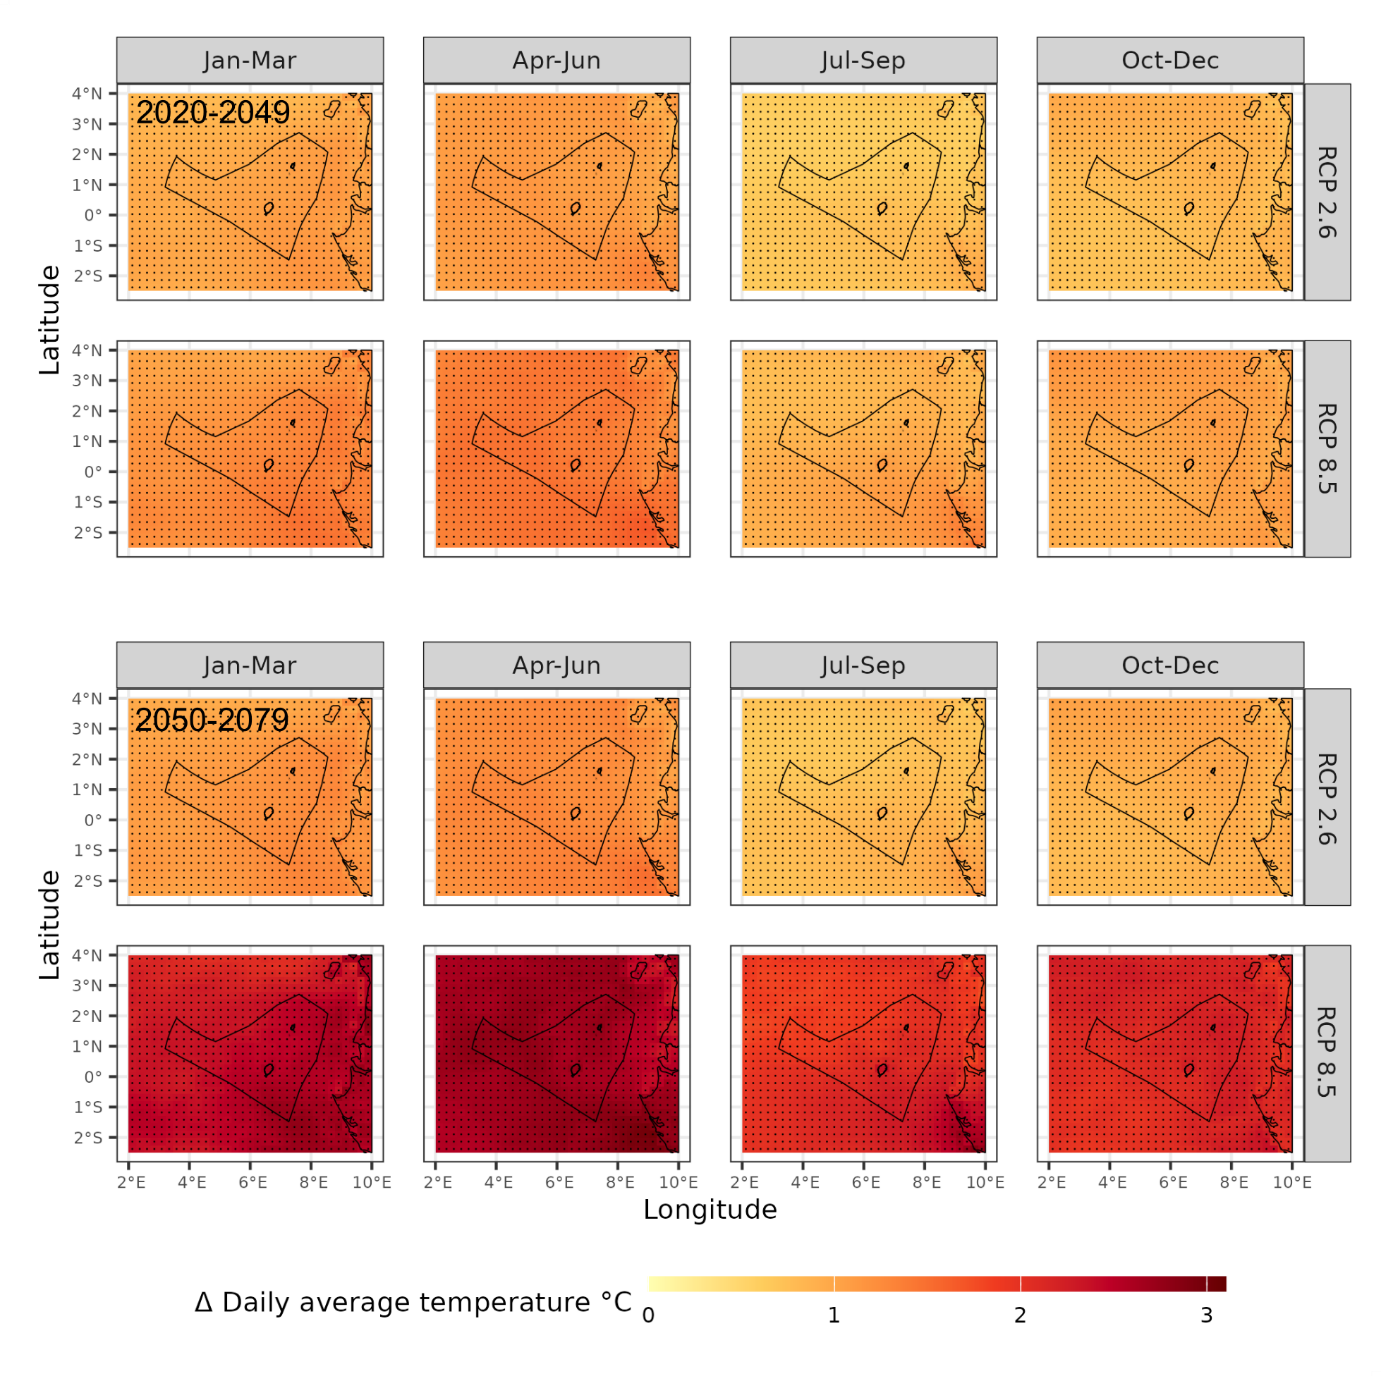 Jan-Mar Apr-Jun Jul-Sep Oct-Dec
2020-2049
4°N
3°N
2°N
1°N
0°
1°S
2°S
RCP 2.6
Latitude
4°N
3°N
2°N
1°N
0°
1°S
2°S
RCP 8.5
Jan-Mar Apr-Jun Jul-Sep Oct-Dec
2050-2079
4°N
3°N
2°N
1°N
0°
1°S
2°S
RCP 2.6
Latitude
4°N
3°N
2°N
1°N
0°
1°S
2°S
RCP 8.5
2°E 4°E 6°E 8°E 10°E 2°E 4°E 6°E 8°E 10°E 2°E 4°E 6°E 8°E 10°E 2°E 4°E 6°E 8°E 10°E
Longitude
Δ Daily average temperature °C
0 1 2 3